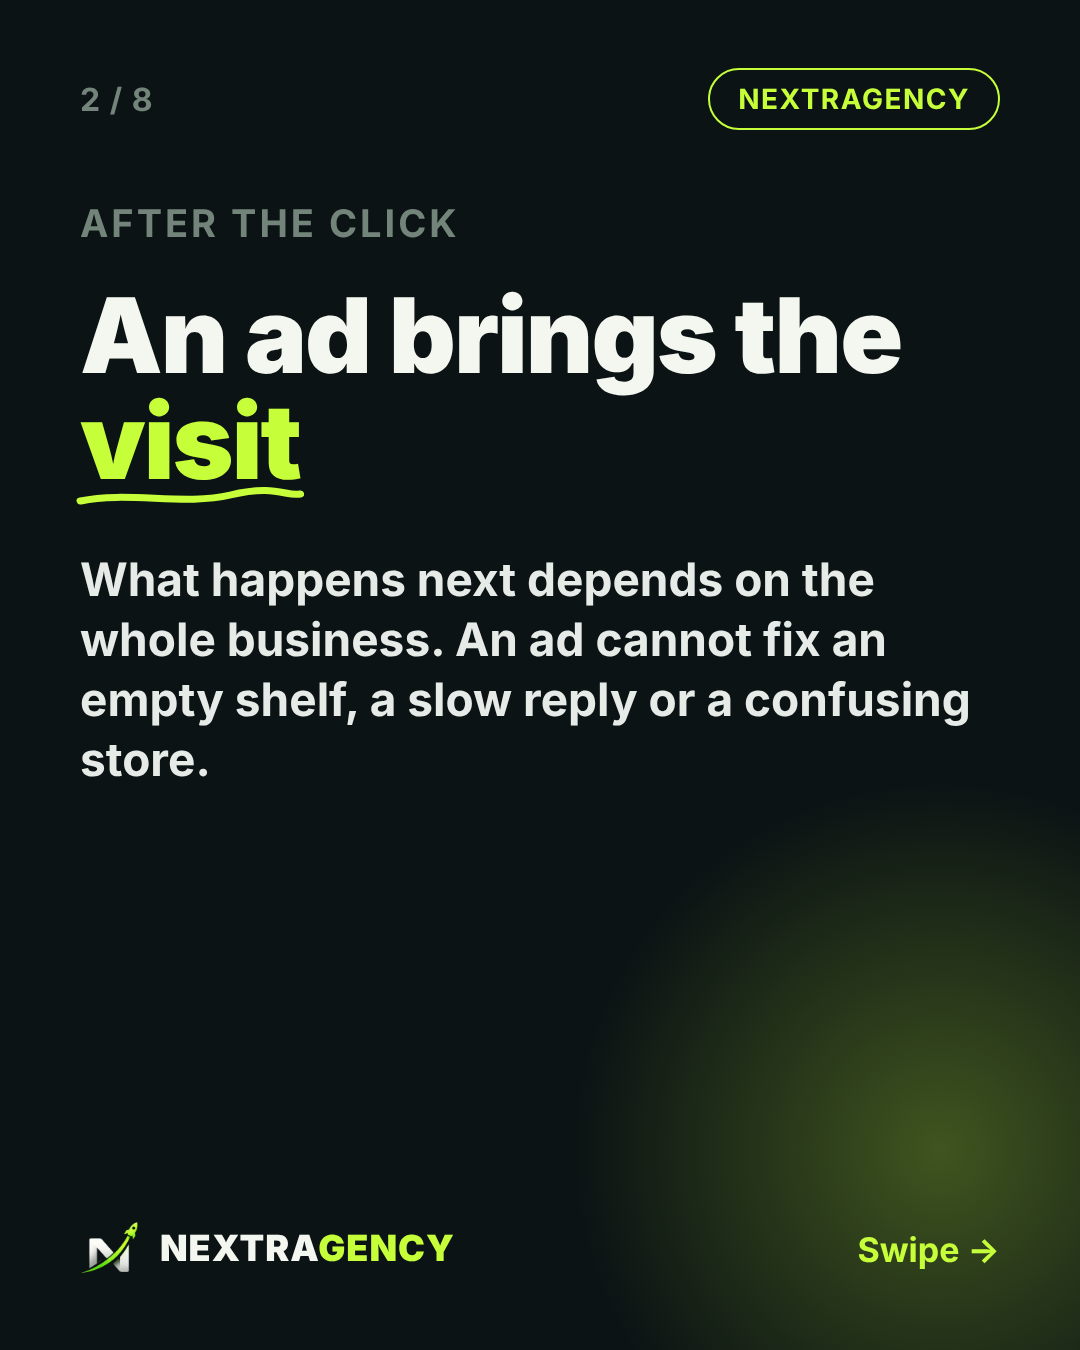 2 / 8
NEXTRAGENCY
AFTER THE CLICK
An ad brings the
visit
What happens next depends on the
whole business. An ad cannot fix an
empty shelf, a slow reply or a confusing
store.
NEXTRAGENCY
Swipe →